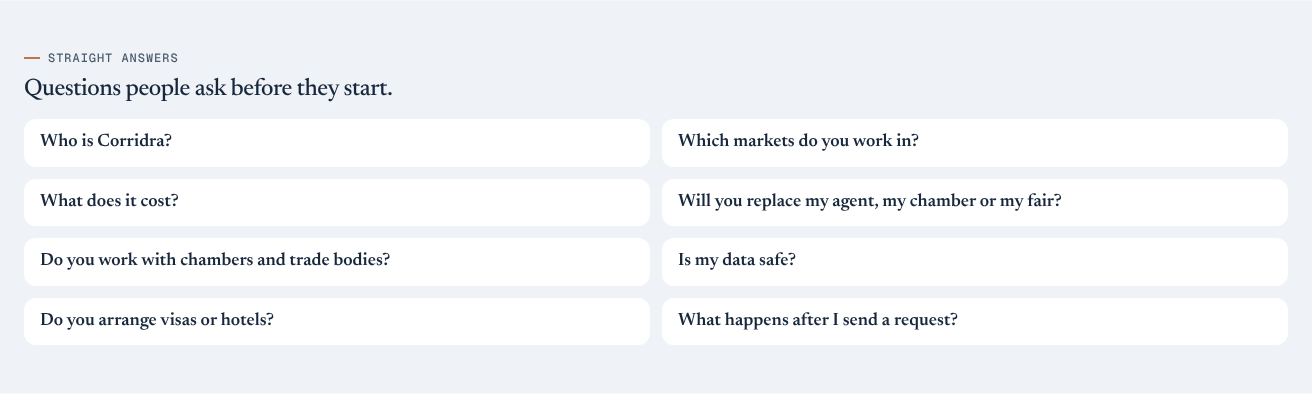 STRAIGHT ANSWERS
Questions people ask before they start.
Who is Corridra?
Which markets do you work in?
What does it cost?
Will you replace my agent, my chamber or my fair?
Do you work with chambers and trade bodies?
Is my data safe?
Do you arrange visas or hotels?
What happens after I send a request?